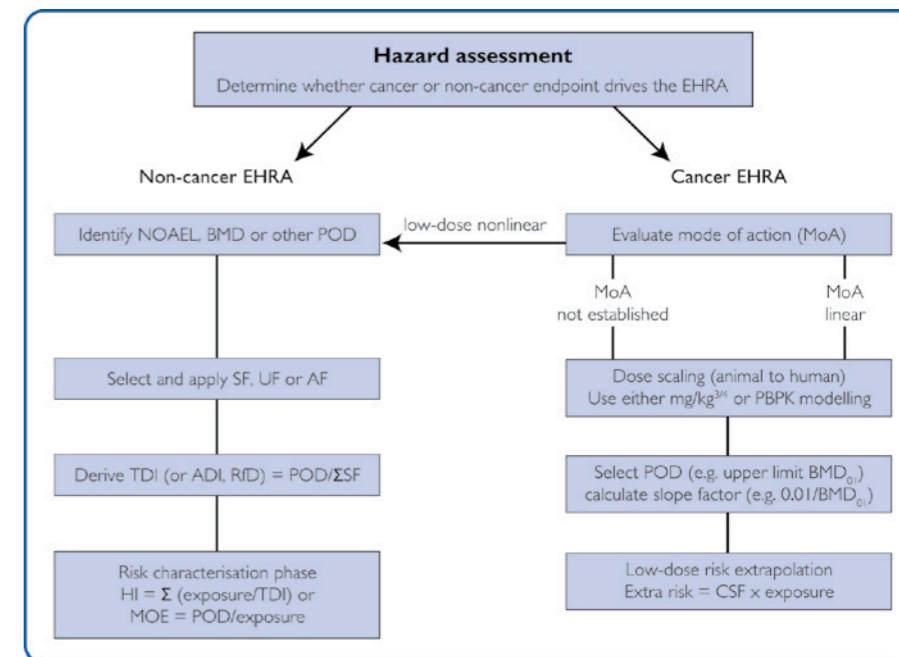 Hazard assessment
Determine whether cancer or non-cancer endpoint drives the EHRA
Non-cancer EHRA
Cancer EHRA
Identify NOAEL, BMD or other POD
low-dose nonlinear
Evaluate mode of action (MoA)
MoA
not established
MoA
linear
Select and apply SF, UF or AF
Dose scaling (animal to human)
Use either mg/kg³/⁴ or PBPK modelling
Derive TDI (or ADI, RfD) = POD/ΣSF
Select POD (e.g. upper limit BMD₀₁)
calculate slope factor (e.g. 0.01/BMD₀₁)
Risk characterisation phase
HI = Σ (exposure/TDI) or
MOE = POD/exposure
Low-dose risk extrapolation
Extra risk = CSF x exposure